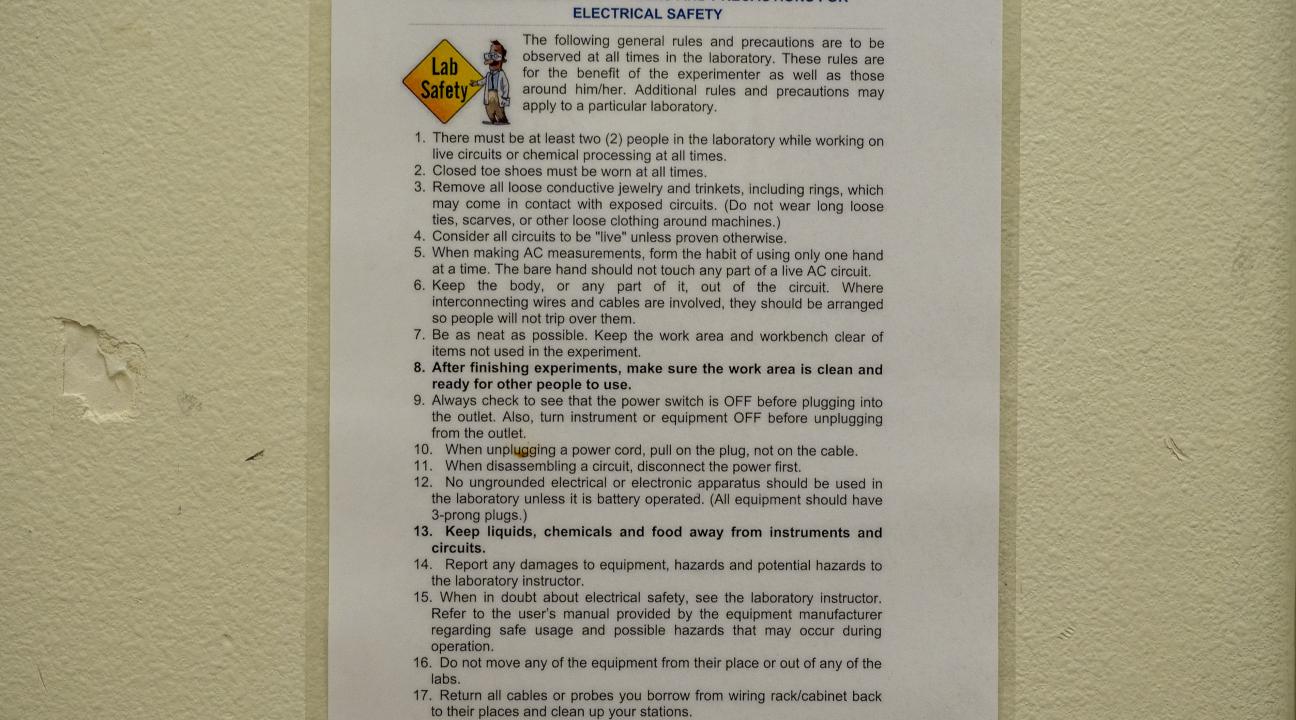 PRECAUTIONS FOR
ELECTRICAL SAFETY
Lab
Safety
The following general rules and precautions are to be
observed at all times in the laboratory. These rules are
for the benefit of the experimenter as well as those
around him/her. Additional rules and precautions may
apply to a particular laboratory.
1. There must be at least two (2) people in the laboratory while working on
live circuits or chemical processing at all times.
2. Closed toe shoes must be worn at all times.
3. Remove all loose conductive jewelry and trinkets, including rings, which
may come in contact with exposed circuits. (Do not wear long loose
ties, scarves, or other loose clothing around machines.)
4. Consider all circuits to be "live" unless proven otherwise.
5. When making AC measurements, form the habit of using only one hand
at a time. The bare hand should not touch any part of a live AC circuit.
6. Keep the body, or any part of it, out of the circuit. Where
interconnecting wires and cables are involved, they should be arranged
so people will not trip over them.
7. Be as neat as possible. Keep the work area and workbench clear of
items not used in the experiment.
8. After finishing experiments, make sure the work area is clean and
ready for other people to use.
9. Always check to see that the power switch is OFF before plugging into
the outlet. Also, turn instrument or equipment OFF before unplugging
from the outlet.
10. When unplugging a power cord, pull on the plug, not on the cable.
11. When disassembling a circuit, disconnect the power first.
12. No ungrounded electrical or electronic apparatus should be used in
the laboratory unless it is battery operated. (All equipment should have
3-prong plugs.)
13. Keep liquids, chemicals and food away from instruments and
circuits.
14. Report any damages to equipment, hazards and potential hazards to
the laboratory instructor.
15. When in doubt about electrical safety, see the laboratory instructor.
Refer to the user's manual provided by the equipment manufacturer
regarding safe usage and possible hazards that may occur during
operation.
16. Do not move any of the equipment from their place or out of any of the
labs.
17. Return all cables or probes you borrow from wiring rack/cabinet back
to their places and clean up your stations.